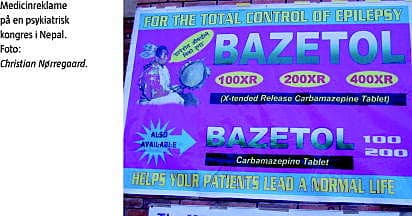 Medicinreklame
på en psykiatrisk
kongres i Nepal.
Foto:
Christian Nørregaard.
FOR THE TOTAL CONTROL OF EPILEPSY
BAZETOL
100XR 200XR 400XR
(X-tended Release Carbamazepine Tablet)
ALSO
AVAILABLE
BAZETOL 100
200
Carbamazepine Tablet
HELPS YOUR PATIENTS LEAD A NORMAL LIFE